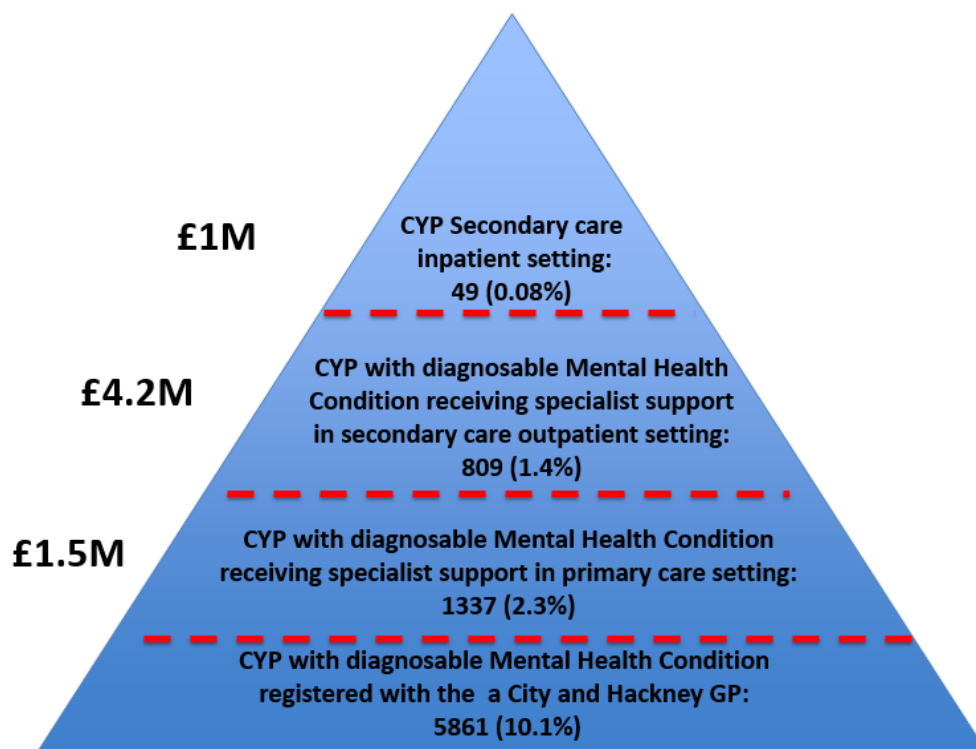 £1M
CYP Secondary care
inpatient setting:
49 (0.08%)
£4.2M
CYP with diagnosable Mental Health
Condition receiving specialist support
in secondary care outpatient setting:
809 (1.4%)
£1.5M
CYP with diagnosable Mental Health Condition
receiving specialist support in primary care setting:
1337 (2.3%)
CYP with diagnosable Mental Health Condition
registered with the  a City and Hackney GP:
5861 (10.1%)